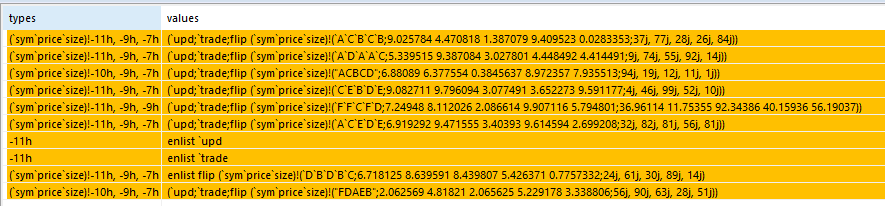 types values
(`sym`price`size)!-11h, -9h, -7h (`upd;`trade;flip (`sym`price`size)!(`A`C`B`C`B;9.025784 4.470818 1.387079 9.409523 0.0283353;37j, 77j, 28j, 26j, 84j))
(`sym`price`size)!-11h, -9h, -7h (`upd;`trade;flip (`sym`price`size)!(`A`D`A`A`C;5.339515 9.387084 3.027801 4.448492 4.414491;9j, 74j, 55j, 92j, 14j))
(`sym`price`size)!-10h, -9h, -7h (`upd;`trade;flip (`sym`price`size)!("ACBCD";6.88089 6.377554 0.3845637 8.972357 7.935513;94j, 19j, 12j, 11j, 1j))
(`sym`price`size)!-11h, -9h, -7h (`upd;`trade;flip (`sym`price`size)!(`C`E`B`D`E;9.082711 9.796094 3.077491 3.652273 9.591177;4j, 46j, 99j, 52j, 10j))
(`sym`price`size)!-11h, -9h, -9h (`upd;`trade;flip (`sym`price`size)!(`F`F`C`F`D;7.24948 8.112026 2.086614 9.907116 5.794801;36.96114 11.75355 92.34386 40.15936 56.19037))
(`sym`price`size)!-11h, -9h, -7h (`upd;`trade;flip (`sym`price`size)!(`A`C`E`D`E;6.919292 9.471555 3.40393 9.614594 2.699208;32j, 82j, 81j, 56j, 81j))
-11h enlist `upd
-11h enlist `trade
(`sym`price`size)!-11h, -9h, -7h enlist flip (`sym`price`size)!(`D`B`D`B`C;6.718125 8.639591 8.439807 5.426371 0.7757332;24j, 61j, 30j, 89j, 14j)
(`sym`price`size)!-10h, -9h, -7h (`upd;`trade;flip (`sym`price`size)!("FDAEB";2.062569 4.81821 2.065625 5.229178 3.338806;56j, 90j, 63j, 28j, 51j))